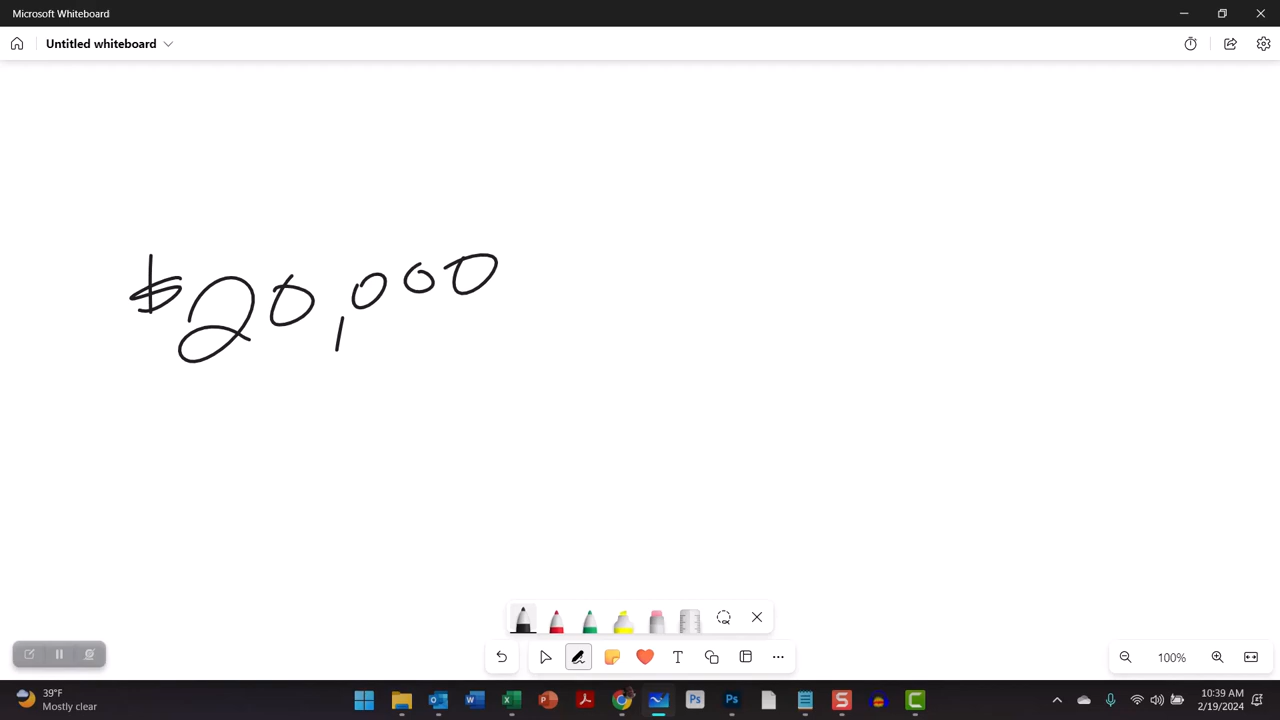 Microsoft Whiteboard
Untitled whiteboard
$20,000
100%
39°F
Mostly clear
10:39 AM
2/19/2024